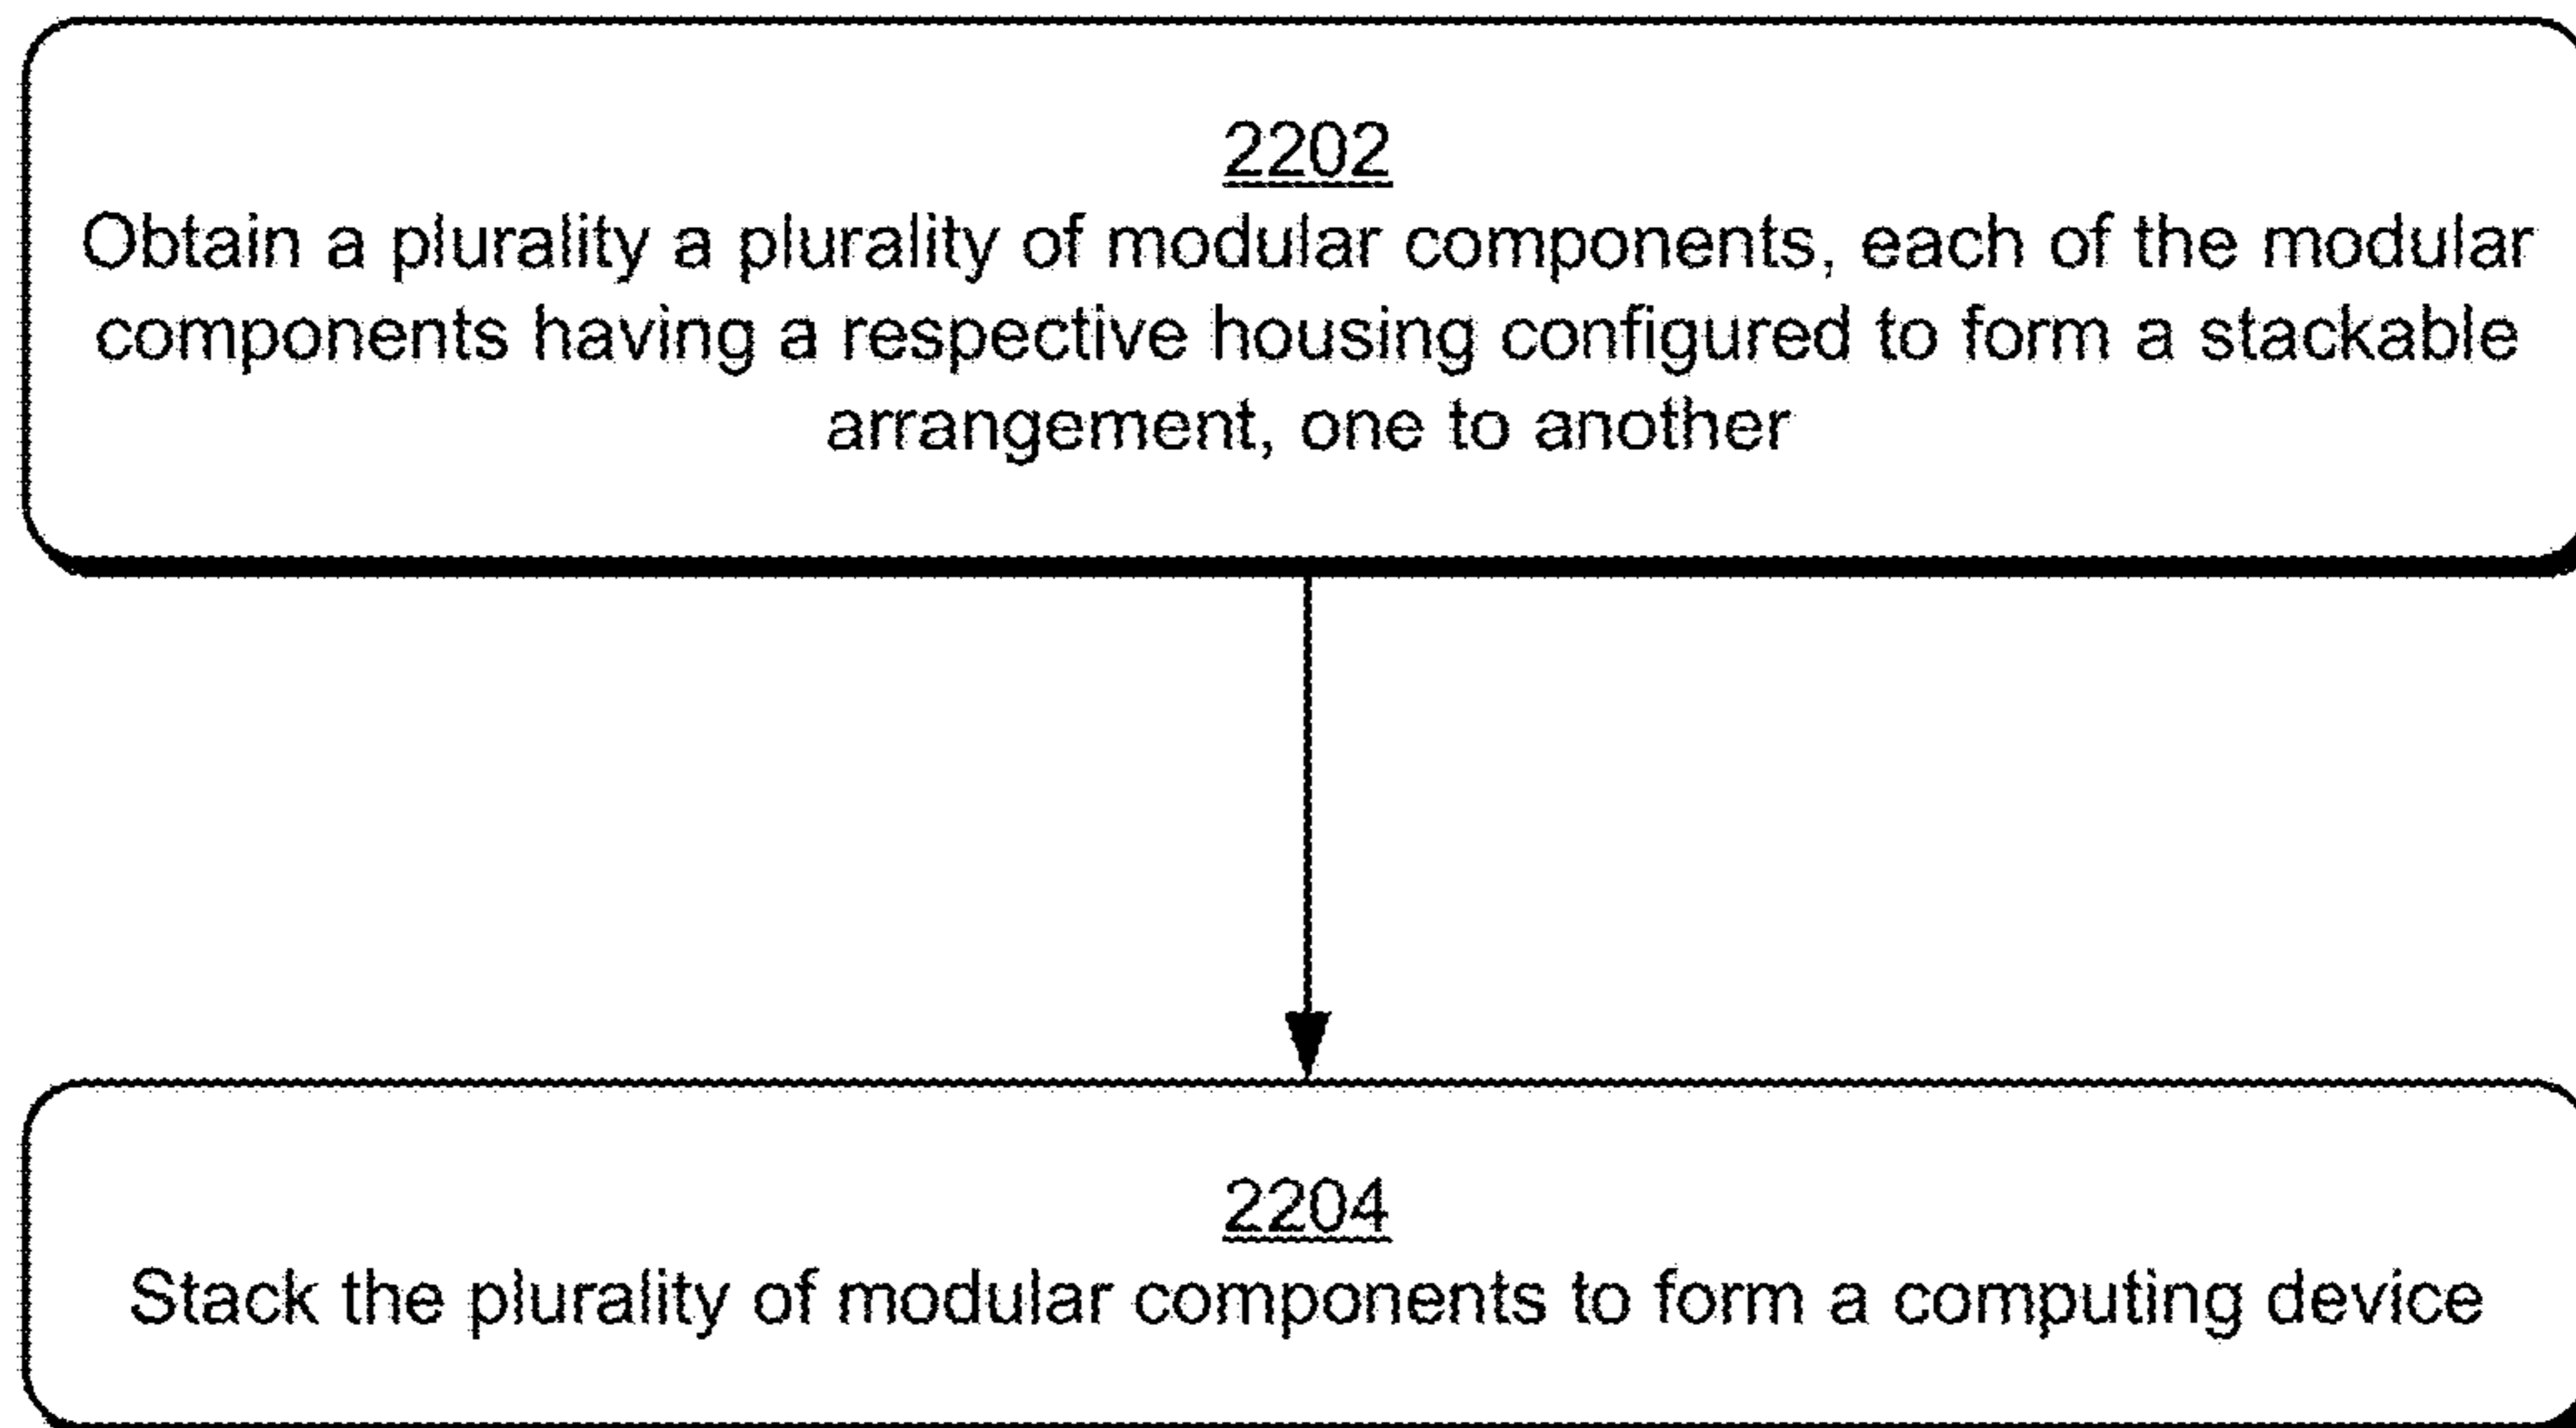 2202
Obtain a plurality a plurality of modular components, each of the modular
components having a respective housing configured to form a stackable
arrangement, one to another
2204
Stack the plurality of modular components to form a computing device